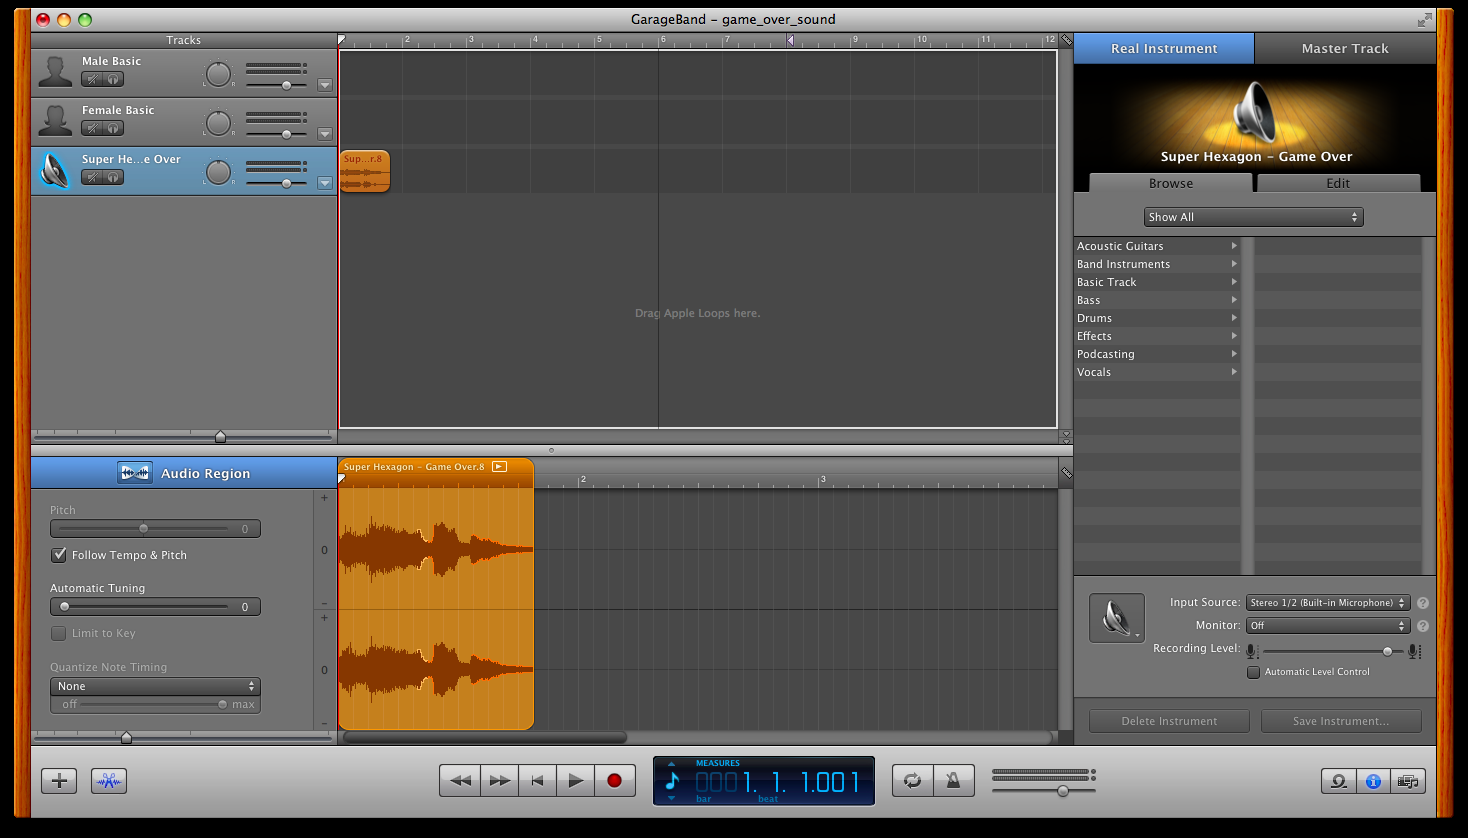 GarageBand – game_over_sound
Tracks
2 3 4 5 6 7 9 10 11 12
Real Instrument
Master Track
Male Basic
L R
Female Basic
L R
Super He...e Over
L R
Sup...r.8
Super Hexagon – Game Over
Browse
Edit
Show All
Acoustic Guitars
Band Instruments
Basic Track
Bass
Drums
Effects
Podcasting
Vocals
Drag Apple Loops here.
Audio Region
Super Hexagon – Game Over.8
2 3
Pitch
0
Follow Tempo & Pitch
Automatic Tuning
0
Limit to Key
Quantize Note Timing
None
off max
+
0
–
+
0
–
Input Source: Stereo 1/2 (Built-in Microphone) ?
Monitor: Off ?
Recording Level:
Automatic Level Control
Delete Instrument
Save Instrument...
MEASURES
0001. 1. 1.001
bar beat